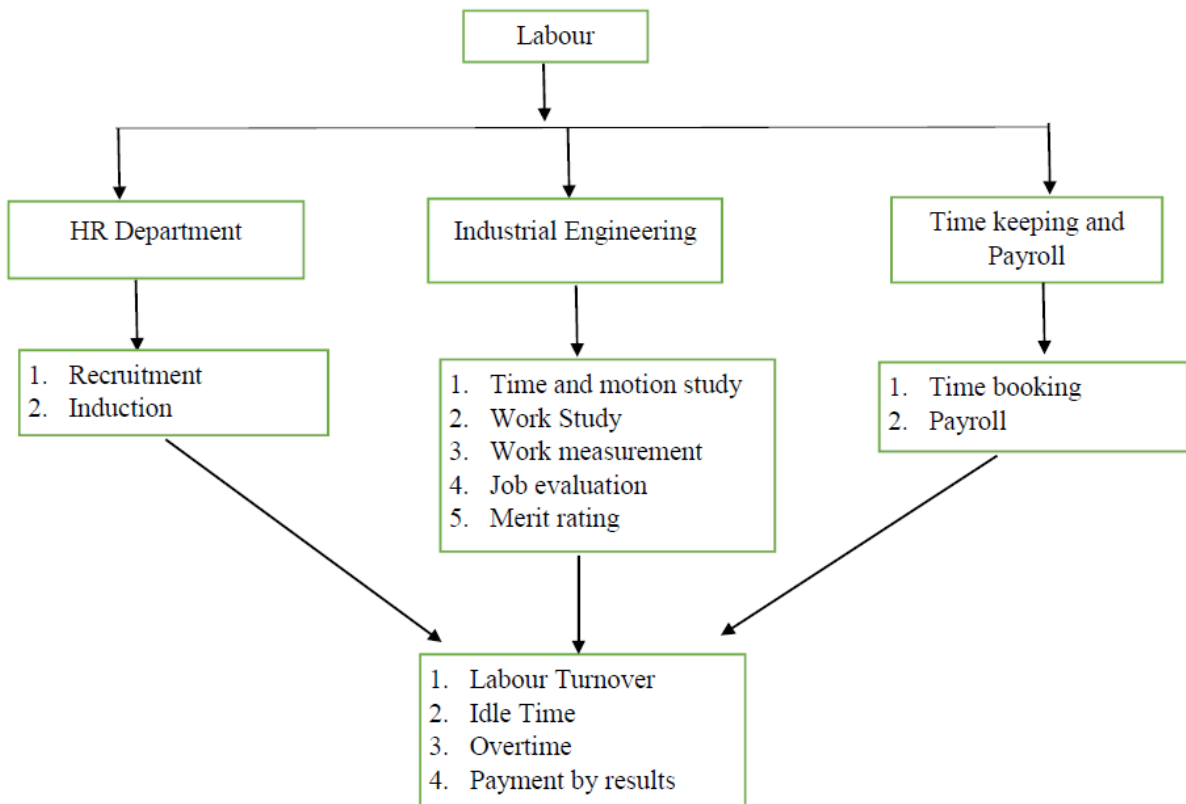 Labour
HR Department
Industrial Engineering
Time keeping and
Payroll
1. Recruitment
2. Induction
1. Time and motion study
2. Work Study
3. Work measurement
4. Job evaluation
5. Merit rating
1. Time booking
2. Payroll
1. Labour Turnover
2. Idle Time
3. Overtime
4. Payment by results